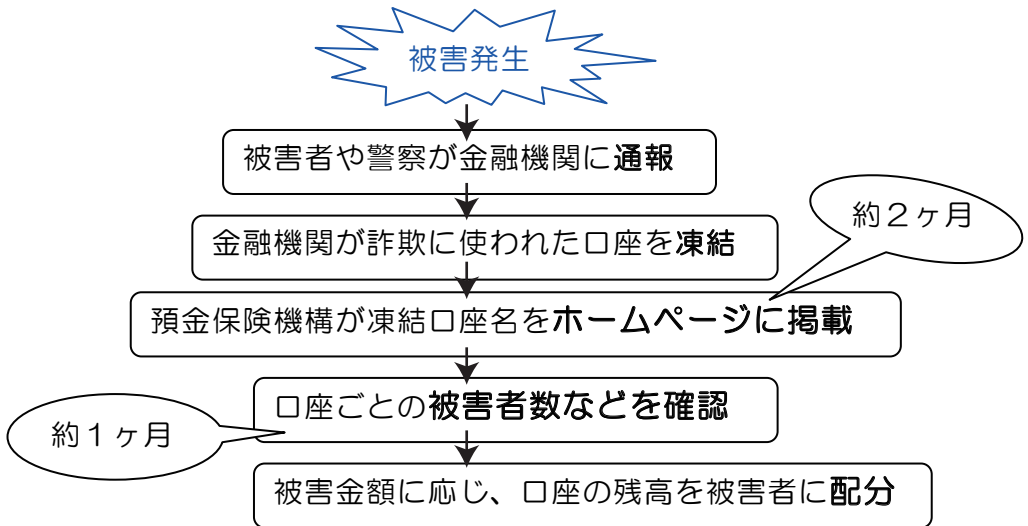 被害発生
被害者や警察が金融機関に通報
金融機関が詐欺に使われた口座を凍結
約２ヶ月
預金保険機構が凍結口座名をホームページに掲載
口座ごとの被害者数などを確認
約１ヶ月
被害金額に応じ、口座の残高を被害者に配分